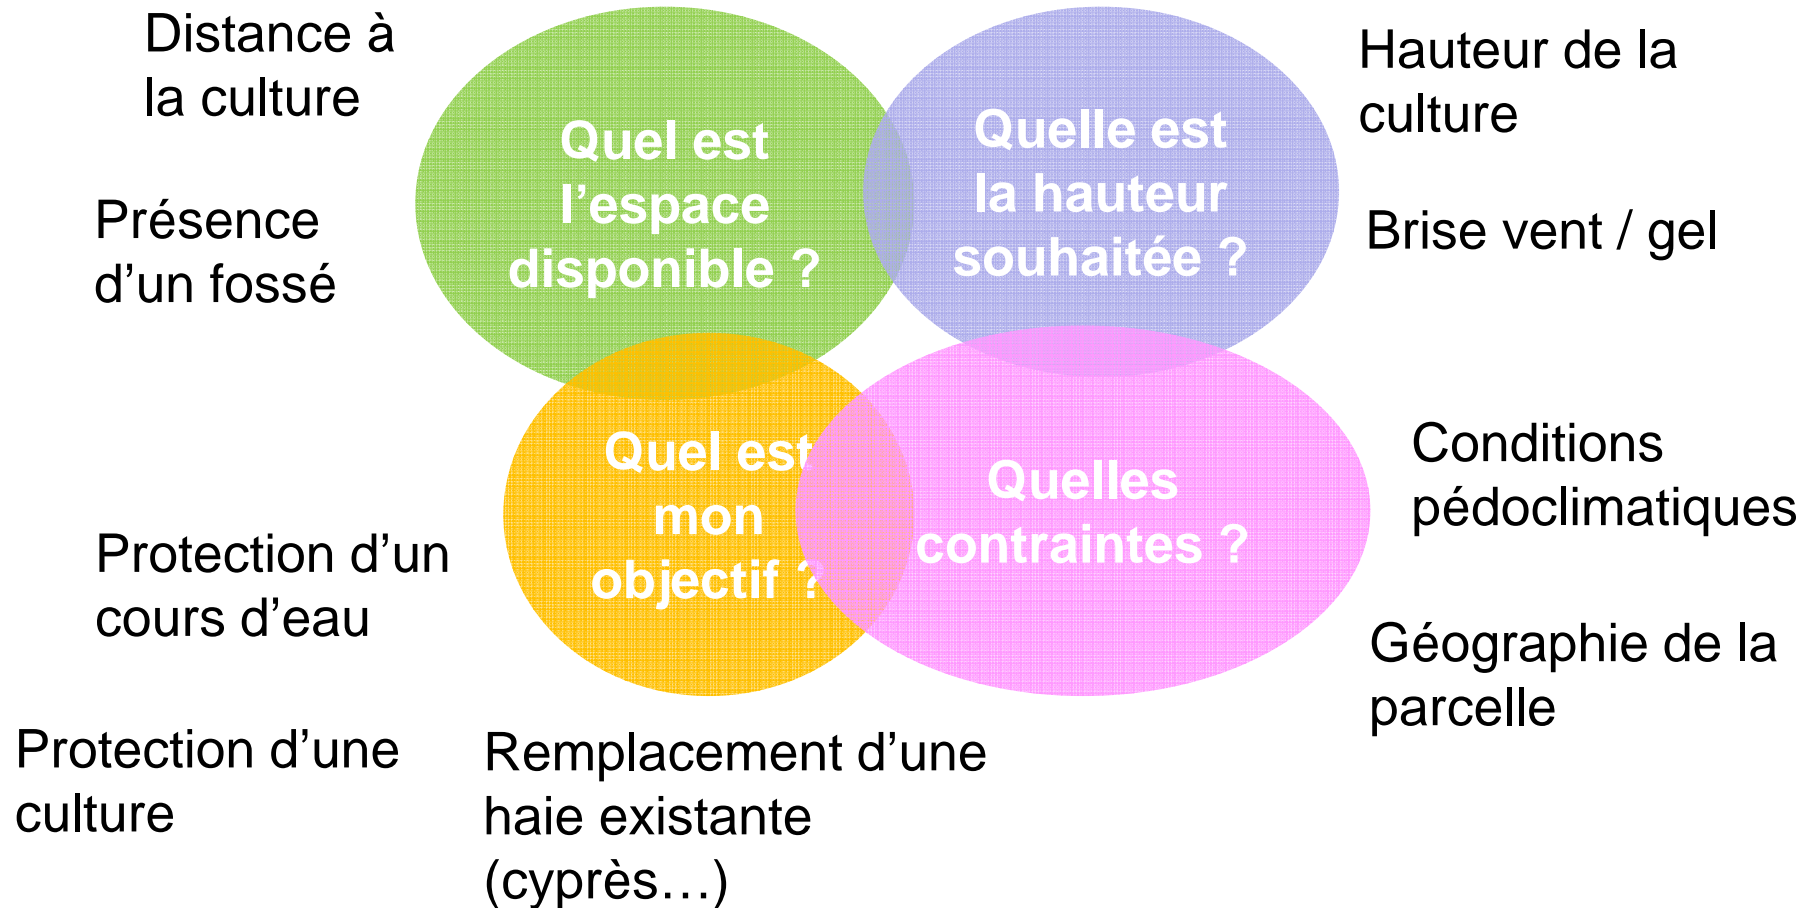 Distance à
la culture
Présence
d’un fossé
Quel est
l’espace
disponible ?
Quelle est
la hauteur
souhaitée ?
Hauteur de la
culture
Brise vent / gel
Quel est
mon
objectif ?
Quelles
contraintes ?
Conditions
pédoclimatiques
Géographie de la
parcelle
Protection d’un
cours d’eau
Protection d’une
culture
Remplacement d’une
haie existante
(cyprès…)